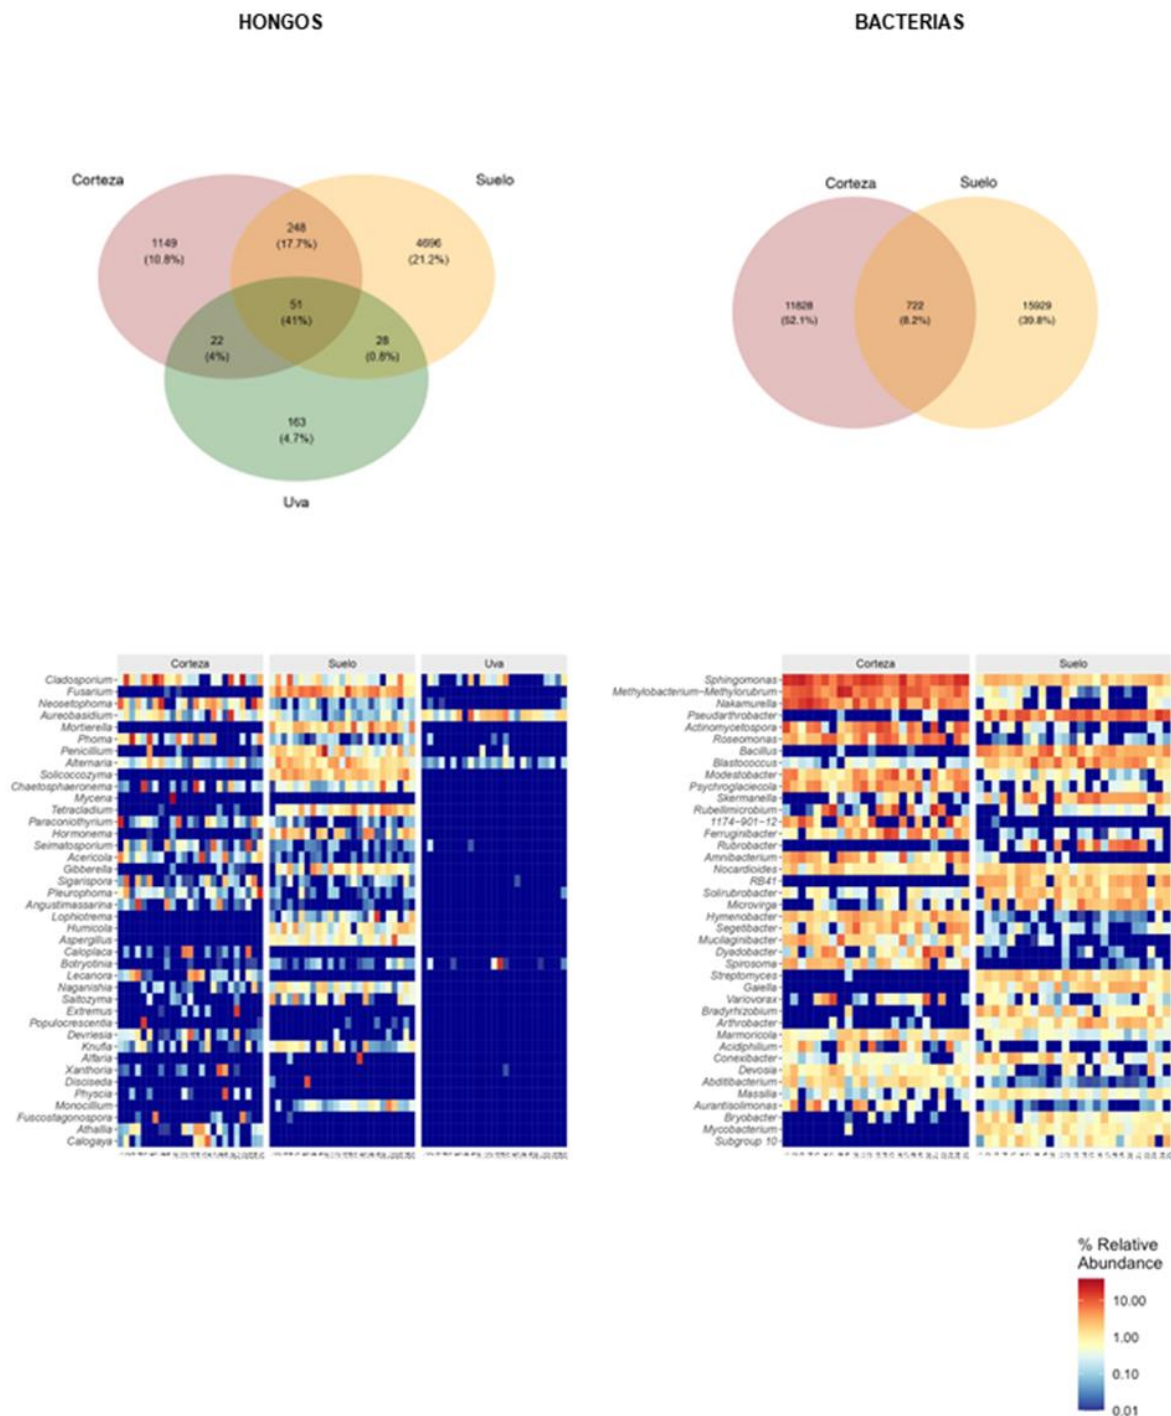 HONGOS
BACTERIAS
Corteza
Suelo
248
(17.7%)
1149
(10.8%)
4696
(21.2%)
51
(41%)
22
(4%)
28
(0.8%)
163
(4.7%)
Uva
Corteza
Suelo
11828
(52.1%)
722
(8.2%)
15929
(39.8%)
Corteza
Suelo
Uva
Cladosporium
Fusarium
Neosetophoma
Aureobasidium
Mortierella
Phoma
Penicillium
Alternaria
Solicoccozyma
Chaetosphaeronema
Mycena
Tetracladium
Paraconiothyrium
Hormonema
Seimatosporium
Acericola
Gibberella
Sigarispora
Pleurophoma
Angustimassarina
Lophiotrema
Humicola
Aspergillus
Caloplaca
Botryotinia
Lecanora
Naganishia
Saitozyma
Extremus
Populocrescentia
Devriesia
Knufia
Alfaria
Xanthoria
Disciseda
Physcia
Monocillium
Fuscostagonospora
Athallia
Calogaya
Corteza
Suelo
Sphingomonas
Methylobacterium−Methylorubrum
Nakamurella
Pseudarthrobacter
Actinomycetospora
Roseomonas
Bacillus
Blastococcus
Modestobacter
Psychroglaciecola
Skermanella
Rubellimicrobium
1174−901−12
Ferruginibacter
Rubrobacter
Amnibacterium
Nocardioides
RB41
Solirubrobacter
Microvirga
Hymenobacter
Segetibacter
Mucilaginibacter
Dyadobacter
Spirosoma
Streptomyces
Gaiella
Variovorax
Bradyrhizobium
Arthrobacter
Marmoricola
Acidiphilium
Conexibacter
Devosia
Abditibacterium
Massilia
Aurantisolimonas
Bryobacter
Mycobacterium
Subgroup 10
% Relative
Abundance
10.00
1.00
0.10
0.01